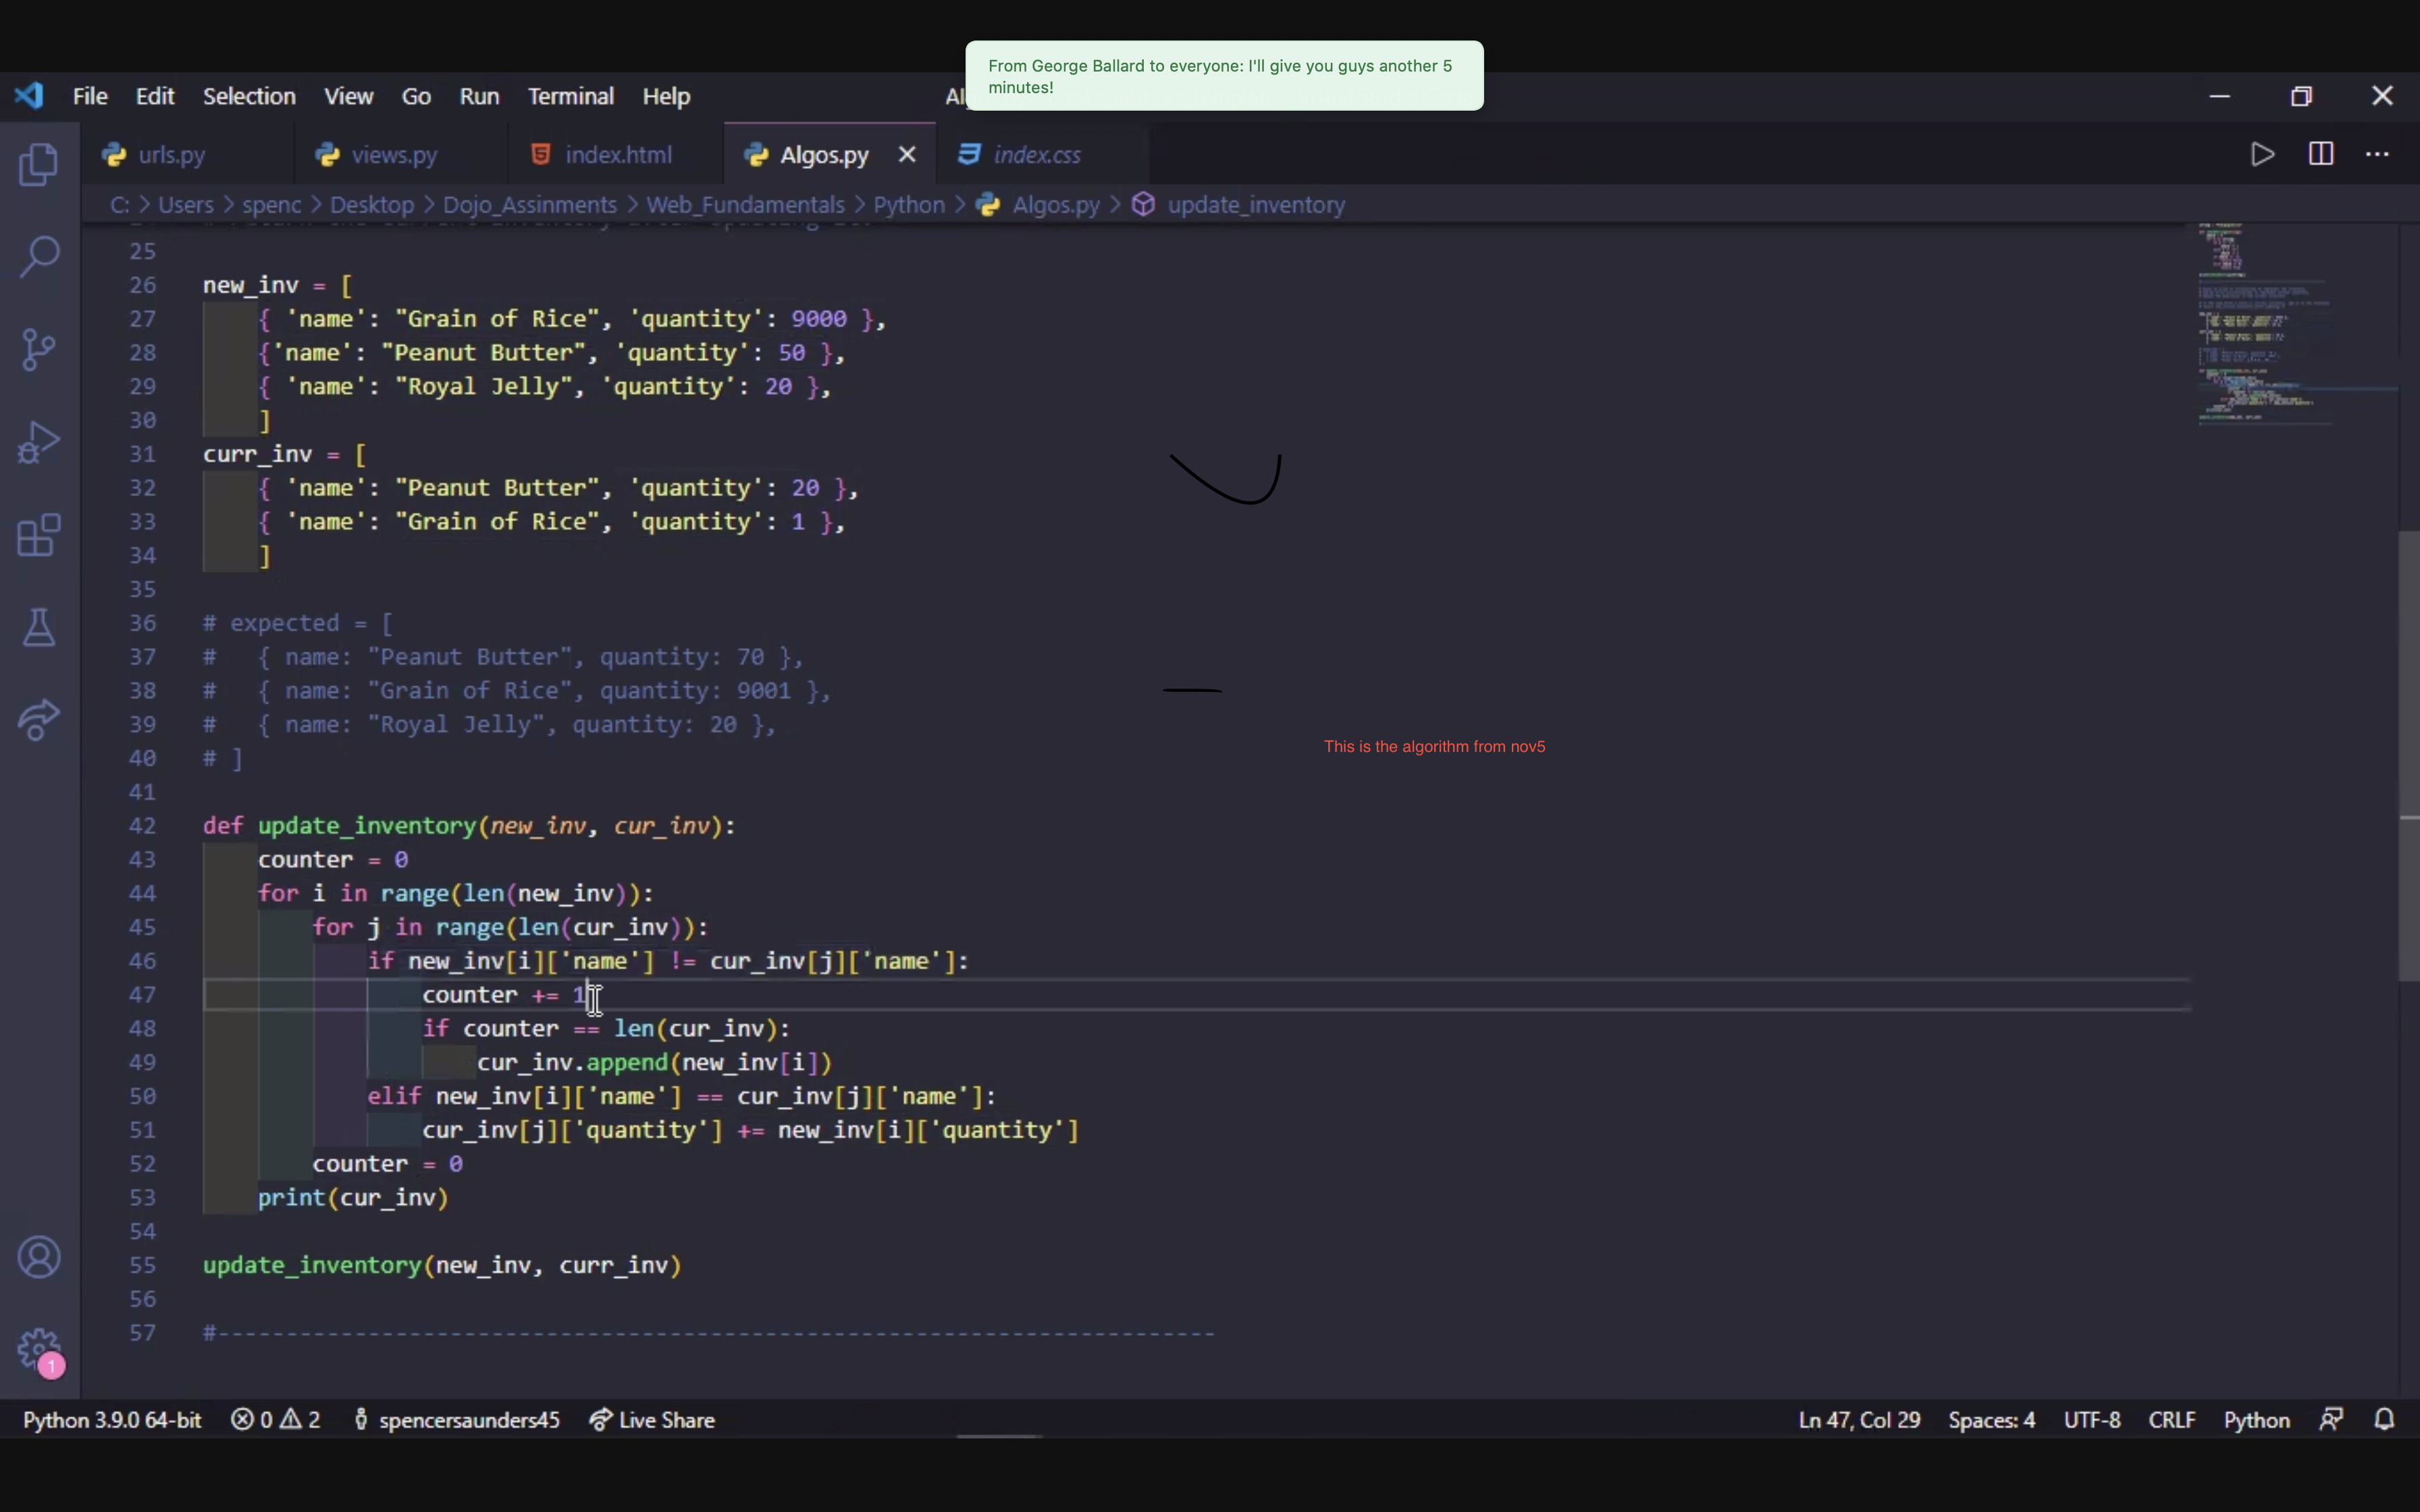 From George Ballard to everyone: I'll give you guys another 5
minutes!
File Edit Selection View Go Run Terminal Help
urls.py views.py index.html Algos.py index.css
C: > Users > spenc > Desktop > Dojo_Assinments > Web_Fundamentals > Python > Algos.py > update_inventory
25
26 new_inv = [
27     { 'name': "Grain of Rice", 'quantity': 9000 },
28     {'name': "Peanut Butter", 'quantity': 50 },
29     { 'name': "Royal Jelly", 'quantity': 20 },
30     ]
31 curr_inv = [
32     { 'name': "Peanut Butter", 'quantity': 20 },
33     { 'name': "Grain of Rice", 'quantity': 1 },
34     ]
35
36 # expected = [
37 #   { name: "Peanut Butter", quantity: 70 },
38 #   { name: "Grain of Rice", quantity: 9001 },
39 #   { name: "Royal Jelly", quantity: 20 },
This is the algorithm from nov5
40 # ]
41
42 def update_inventory(new_inv, cur_inv):
43     counter = 0
44     for i in range(len(new_inv)):
45         for j in range(len(cur_inv)):
46             if new_inv[i]['name'] != cur_inv[j]['name']:
47                 counter += 1
48                 if counter == len(cur_inv):
49                     cur_inv.append(new_inv[i])
50             elif new_inv[i]['name'] == cur_inv[j]['name']:
51                 cur_inv[j]['quantity'] += new_inv[i]['quantity']
52         counter = 0
53     print(cur_inv)
54
55 update_inventory(new_inv, curr_inv)
56
57 #-------------------------------------------------------------------------
1
Python 3.9.0 64-bit 0 2 spencersaunders45 Live Share Ln 47, Col 29 Spaces: 4 UTF-8 CRLF Python